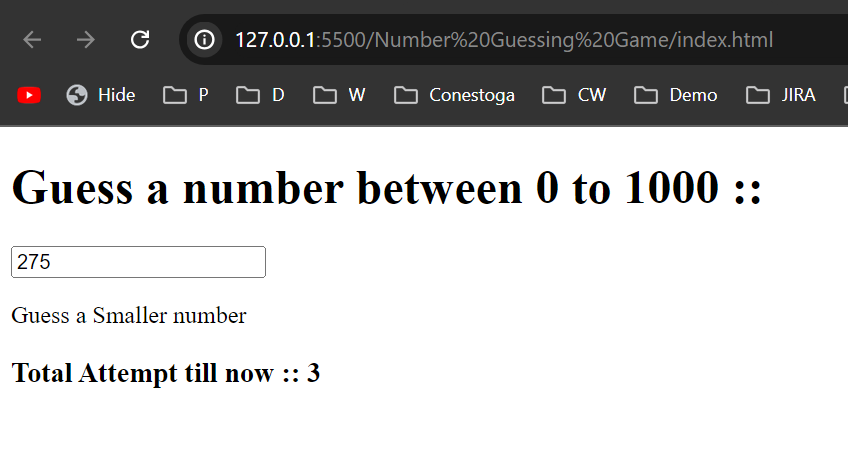 127.0.0.1:5500/Number%20Guessing%20Game/index.html
Hide P D W Conestoga CW Demo JIRA
Guess a number between 0 to 1000 ::
275
Guess a Smaller number
Total Attempt till now :: 3